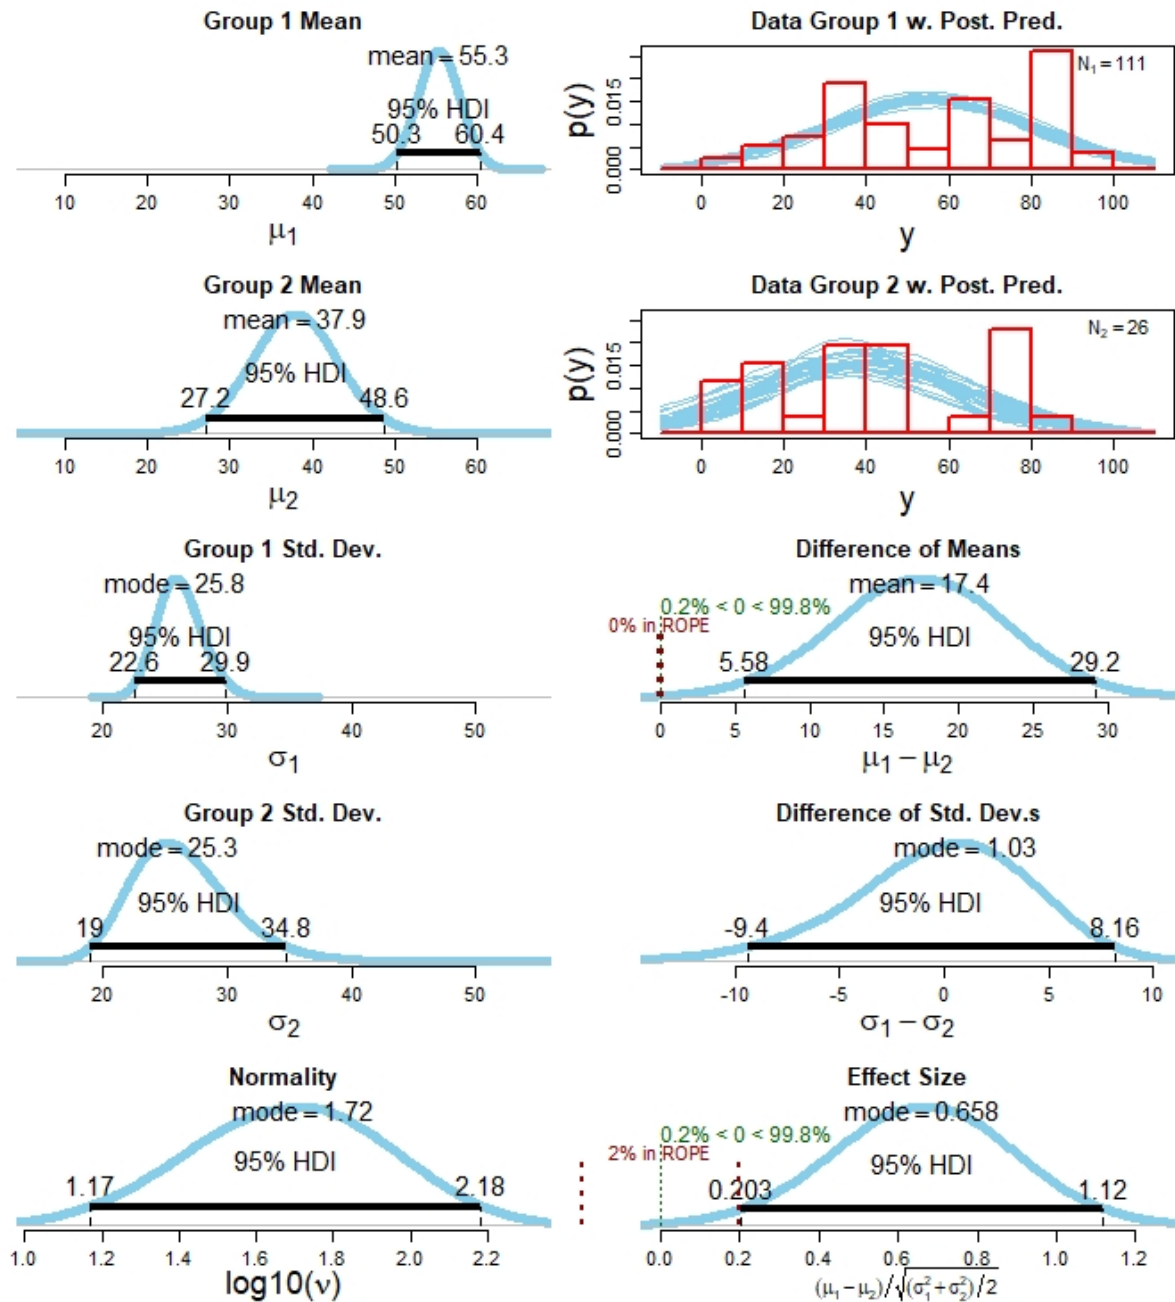 Group 1 Mean
mean = 55.3
95% HDI
50.3 60.4
10 20 30 40 50 60
μ1
Data Group 1 w. Post. Pred.
N1 = 111
p(y)
0.000 0.015
0 20 40 60 80 100
y
Group 2 Mean
mean = 37.9
95% HDI
27.2 48.6
10 20 30 40 50 60
μ2
Data Group 2 w. Post. Pred.
N2 = 26
p(y)
0.000 0.015
0 20 40 60 80 100
y
Group 1 Std. Dev.
mode = 25.8
95% HDI
22.6 29.9
20 30 40 50
σ1
Difference of Means
mean = 17.4
0.2% < 0 < 99.8%
0% in ROPE
95% HDI
5.58 29.2
0 5 10 15 20 25 30
μ1 − μ2
Group 2 Std. Dev.
mode = 25.3
95% HDI
19 34.8
20 30 40 50
σ2
Difference of Std. Dev.s
mode = 1.03
95% HDI
-9.4 8.16
-10 -5 0 5 10
σ1 − σ2
Normality
mode = 1.72
95% HDI
1.17 2.18
1.0 1.2 1.4 1.6 1.8 2.0 2.2
log10(ν)
Effect Size
mode = 0.658
0.2% < 0 < 99.8%
2% in ROPE
95% HDI
0.203 1.12
0.0 0.2 0.4 0.6 0.8 1.0 1.2
(μ1 − μ2)/√(σ1² + σ2²)/2